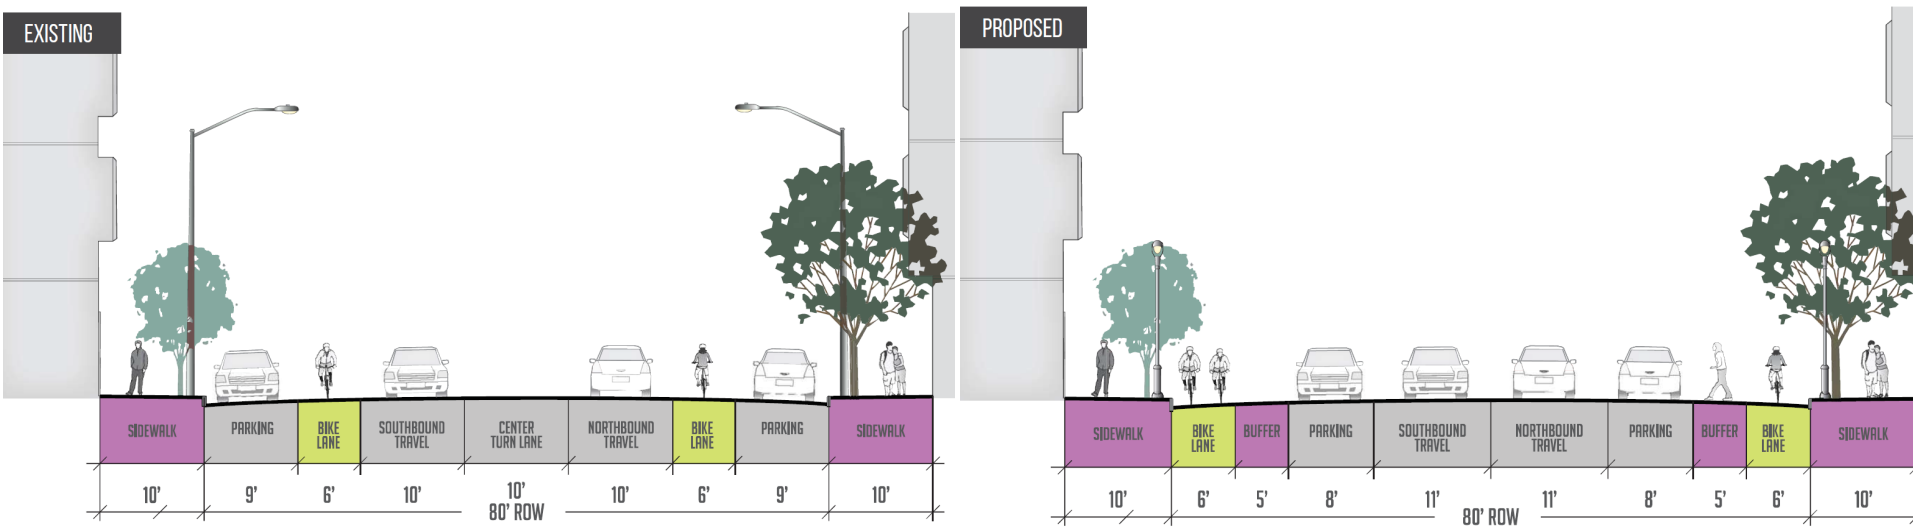 EXISTING
SIDEWALK
PARKING
BIKE
LANE
SOUTHBOUND
TRAVEL
CENTER
TURN LANE
NORTHBOUND
TRAVEL
BIKE
LANE
PARKING
SIDEWALK
10' 9' 6' 10' 10' 10' 6' 9' 10'
80' ROW
PROPOSED
SIDEWALK
BIKE
LANE
BUFFER
PARKING
SOUTHBOUND
TRAVEL
NORTHBOUND
TRAVEL
PARKING
BUFFER
BIKE
LANE
SIDEWALK
10' 6' 5' 8' 11' 11' 8' 5' 6' 10'
80' ROW